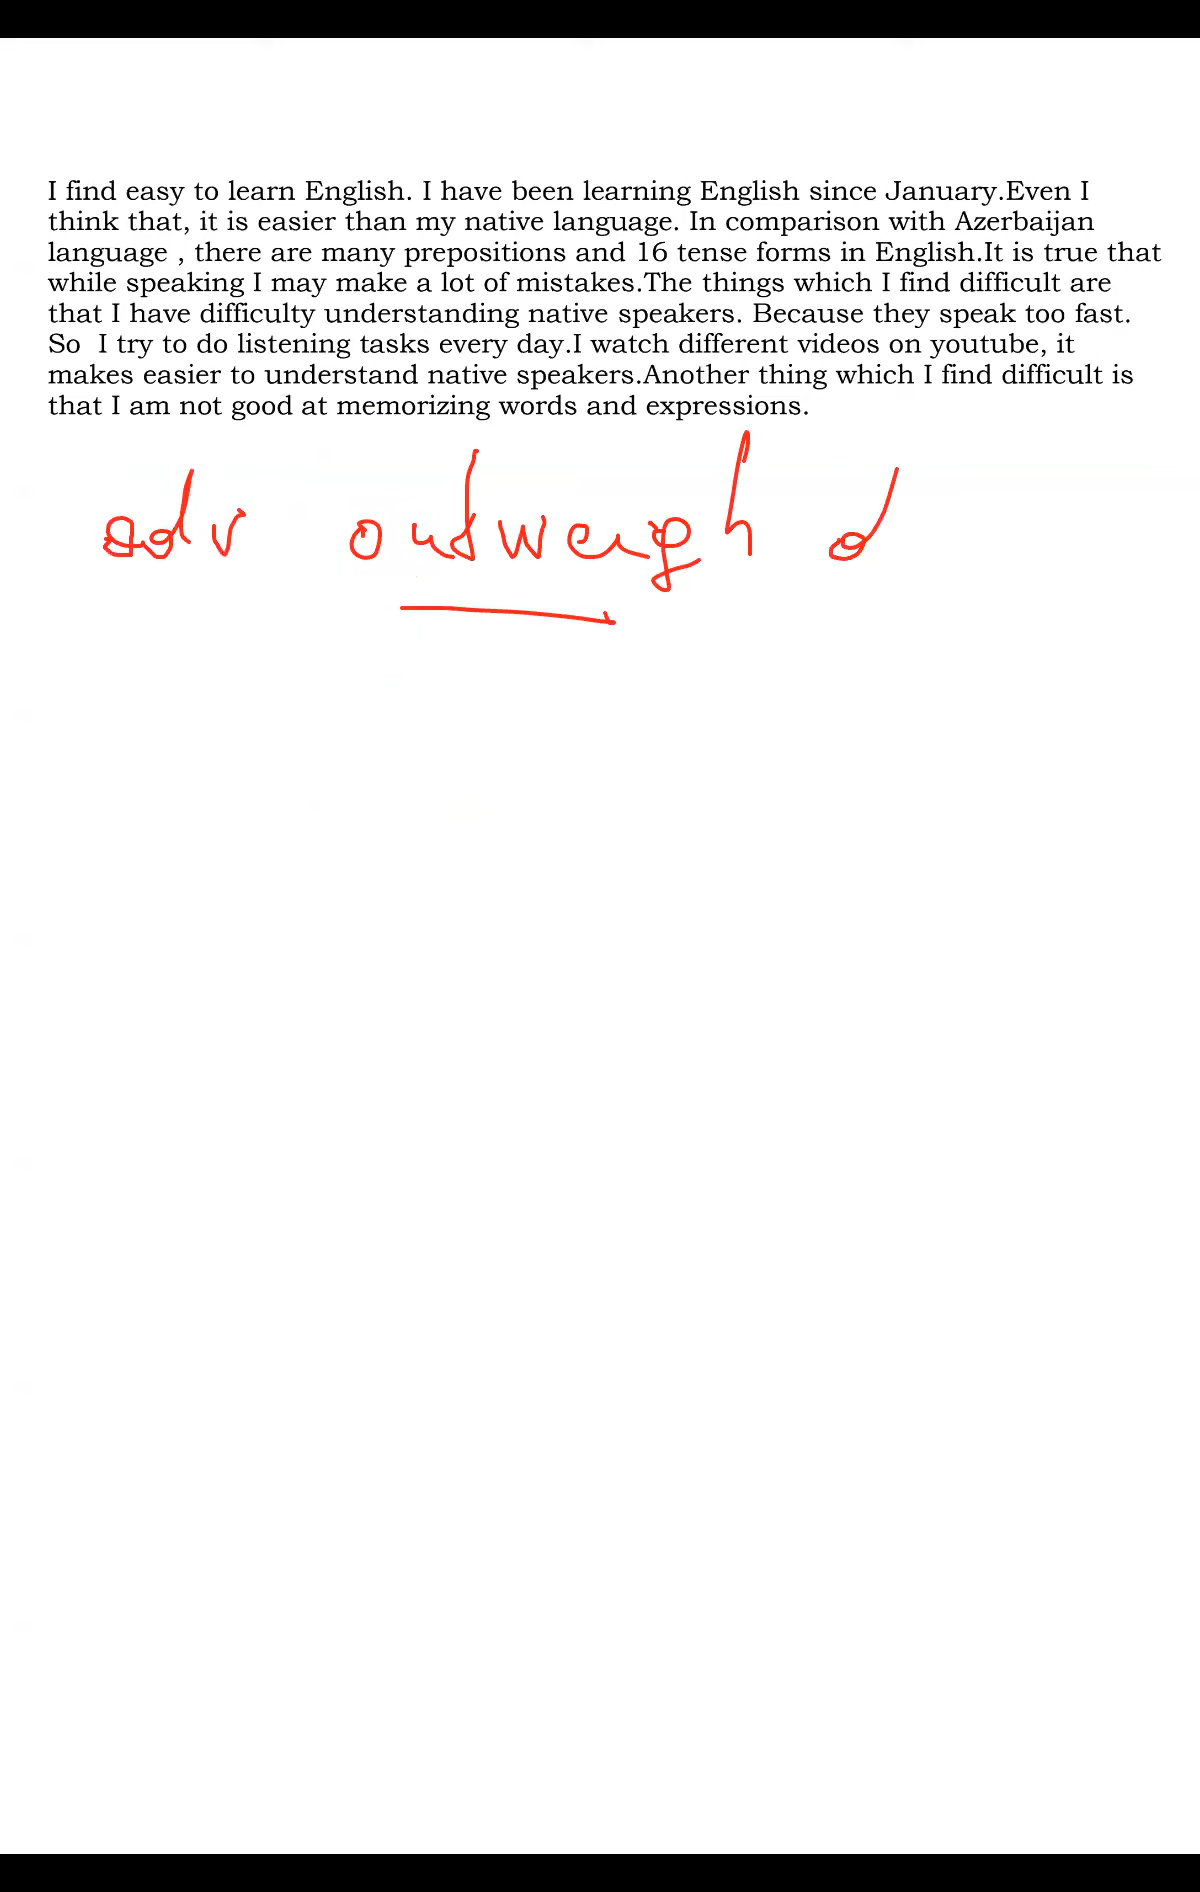 I find easy to learn English. I have been learning English since January.Even I
think that, it is easier than my native language. In comparison with Azerbaijan
language , there are many prepositions and 16 tense forms in English.It is true that
while speaking I may make a lot of mistakes.The things which I find difficult are
that I have difficulty understanding native speakers. Because they speak too fast.
So  I try to do listening tasks every day.I watch different videos on youtube, it
makes easier to understand native speakers.Another thing which I find difficult is
that I am not good at memorizing words and expressions.
adv outweigh d